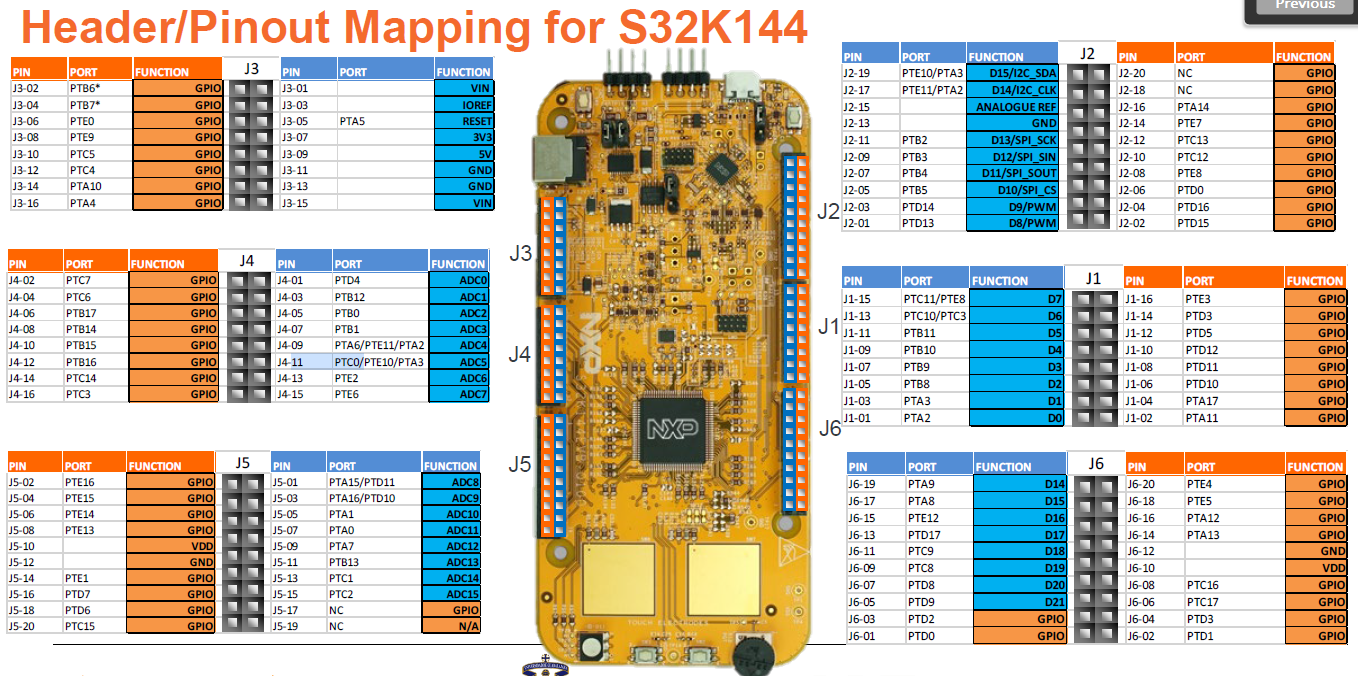 Previous
Header/Pinout Mapping for S32K144
PIN PORT FUNCTION J3 PIN PORT FUNCTION
J3-02 PTB6* GPIO J3-01 VIN
J3-04 PTB7* GPIO J3-03 IOREF
J3-06 PTE0 GPIO J3-05 PTA5 RESET
J3-08 PTE9 GPIO J3-07 3V3
J3-10 PTC5 GPIO J3-09 5V
J3-12 PTC4 GPIO J3-11 GND
J3-14 PTA10 GPIO J3-13 GND
J3-16 PTA4 GPIO J3-15 VIN
PIN PORT FUNCTION J4 PIN PORT FUNCTION
J4-02 PTC7 GPIO J4-01 PTD4 ADC0
J4-04 PTC6 GPIO J4-03 PTB12 ADC1
J4-06 PTB17 GPIO J4-05 PTB0 ADC2
J4-08 PTB14 GPIO J4-07 PTB1 ADC3
J4-10 PTB15 GPIO J4-09 PTA6/PTE11/PTA2 ADC4
J4-12 PTB16 GPIO J4-11 PTC0/PTE10/PTA3 ADC5
J4-14 PTC14 GPIO J4-13 PTE2 ADC6
J4-16 PTC3 GPIO J4-15 PTE6 ADC7
PIN PORT FUNCTION J5 PIN PORT FUNCTION
J5-02 PTE16 GPIO J5-01 PTA15/PTD11 ADC8
J5-04 PTE15 GPIO J5-03 PTA16/PTD10 ADC9
J5-06 PTE14 GPIO J5-05 PTA1 ADC10
J5-08 PTE13 GPIO J5-07 PTA0 ADC11
J5-10 VDD J5-09 PTA7 ADC12
J5-12 GND J5-11 PTB13 ADC13
J5-14 PTE1 GPIO J5-13 PTC1 ADC14
J5-16 PTD7 GPIO J5-15 PTC2 ADC15
J5-18 PTD6 GPIO J5-17 NC GPIO
J5-20 PTC15 GPIO J5-19 NC N/A
J3
J4
J5
NXP
NXP
TOUCH ELECTRODES
J2
J1
J6
PIN PORT FUNCTION J2 PIN PORT FUNCTION
J2-19 PTE10/PTA3 D15/I2C_SDA J2-20 NC GPIO
J2-17 PTE11/PTA2 D14/I2C_CLK J2-18 NC GPIO
J2-15 ANALOGUE REF J2-16 PTA14 GPIO
J2-13 GND J2-14 PTE7 GPIO
J2-11 PTB2 D13/SPI_SCK J2-12 PTC13 GPIO
J2-09 PTB3 D12/SPI_SIN J2-10 PTC12 GPIO
J2-07 PTB4 D11/SPI_SOUT J2-08 PTE8 GPIO
J2-05 PTB5 D10/SPI_CS J2-06 PTD0 GPIO
J2-03 PTD14 D9/PWM J2-04 PTD16 GPIO
J2-01 PTD13 D8/PWM J2-02 PTD15 GPIO
PIN PORT FUNCTION J1 PIN PORT FUNCTION
J1-15 PTC11/PTE8 D7 J1-16 PTE3 GPIO
J1-13 PTC10/PTC3 D6 J1-14 PTD3 GPIO
J1-11 PTB11 D5 J1-12 PTD5 GPIO
J1-09 PTB10 D4 J1-10 PTD12 GPIO
J1-07 PTB9 D3 J1-08 PTD11 GPIO
J1-05 PTB8 D2 J1-06 PTD10 GPIO
J1-03 PTA3 D1 J1-04 PTA17 GPIO
J1-01 PTA2 D0 J1-02 PTA11 GPIO
PIN PORT FUNCTION J6 PIN PORT FUNCTION
J6-19 PTA9 D14 J6-20 PTE4 GPIO
J6-17 PTA8 D15 J6-18 PTE5 GPIO
J6-15 PTE12 D16 J6-16 PTA12 GPIO
J6-13 PTD17 D17 J6-14 PTA13 GPIO
J6-11 PTC9 D18 J6-12 GND
J6-09 PTC8 D19 J6-10 VDD
J6-07 PTD8 D20 J6-08 PTC16 GPIO
J6-05 PTD9 D21 J6-06 PTC17 GPIO
J6-03 PTD2 GPIO J6-04 PTD3 GPIO
J6-01 PTD0 GPIO J6-02 PTD1 GPIO